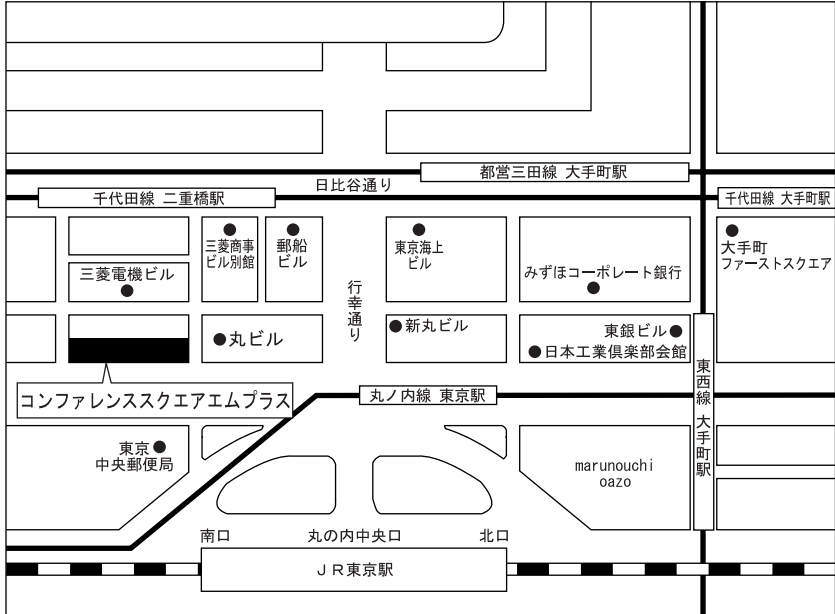 都営三田線 大手町駅
日比谷通り
千代田線 二重橋駅
千代田線 大手町駅
三菱商事
ビル別館
郵船
ビル
東京海上
ビル
大手町
ファーストスクエア
三菱電機ビル
みずほコーポレート銀行
行幸通り
丸ビル
新丸ビル
東銀ビル
日本工業倶楽部会館
コンファレンススクエアエムプラス
丸ノ内線 東京駅
東西線 大手町駅
東京
中央郵便局
marunouchi
oazo
南口
丸の内中央口
北口
JR東京駅